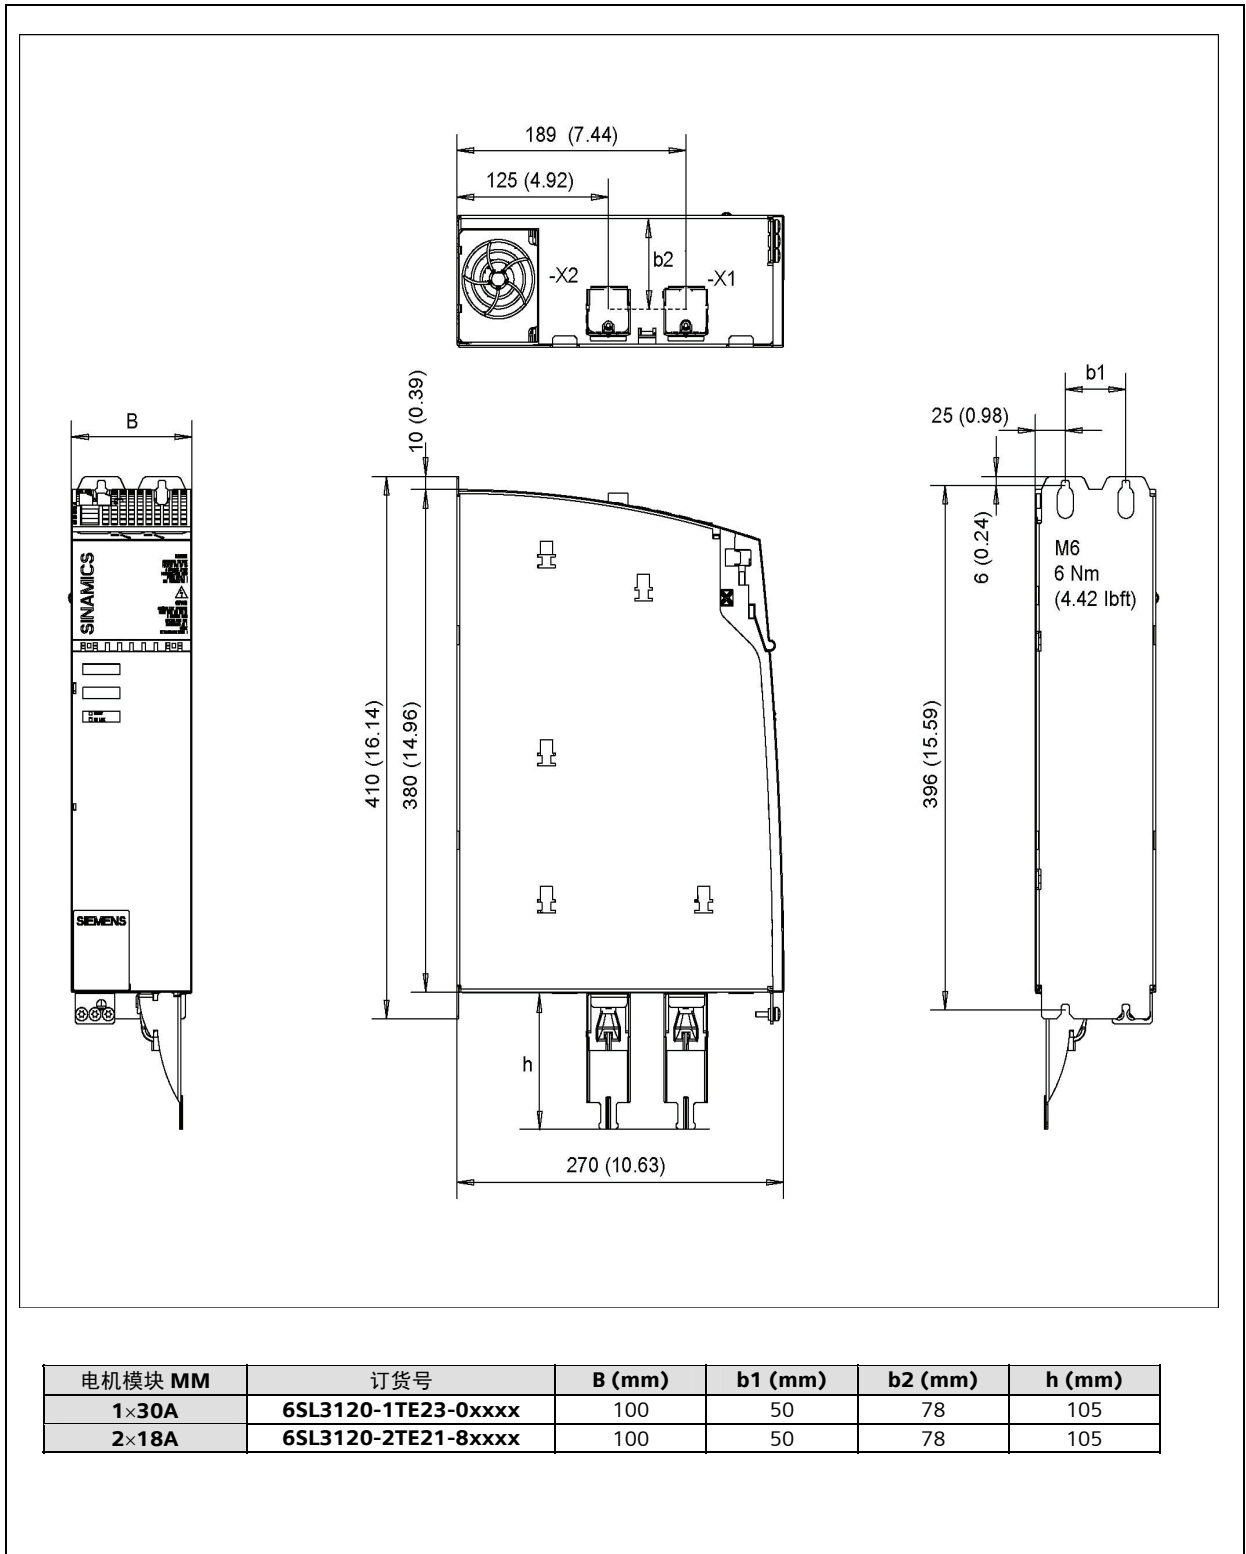 189 (7.44)
125 (4.92)
b2
-X2
-X1
10 (0.39)
b1
25 (0.98)
B
6 (0.24)
M6
6 Nm
(4.42 lbft)
SINAMICS
410 (16.14)
380 (14.96)
396 (15.59)
SIEMENS
h
270 (10.63)
电机模块 MM 订货号 B (mm) b1 (mm) b2 (mm) h (mm)
1×30A 6SL3120-1TE23-0xxxx 100 50 78 105
2×18A 6SL3120-2TE21-8xxxx 100 50 78 105